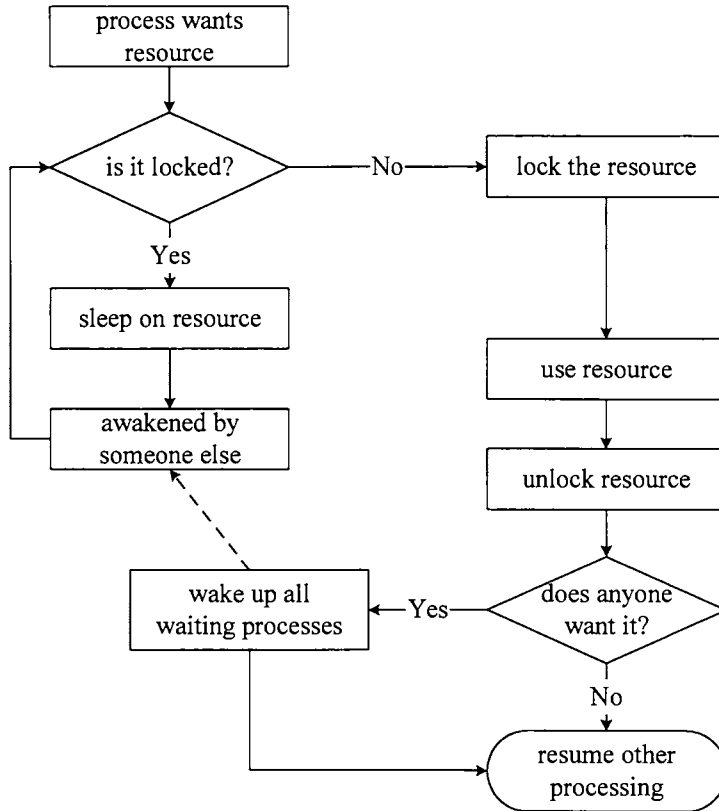 process wants
resource
is it locked?
No
lock the resource
Yes
sleep on resource
use resource
awakened by
someone else
unlock resource
wake up all
waiting processes
Yes
does anyone
want it?
No
resume other
processing